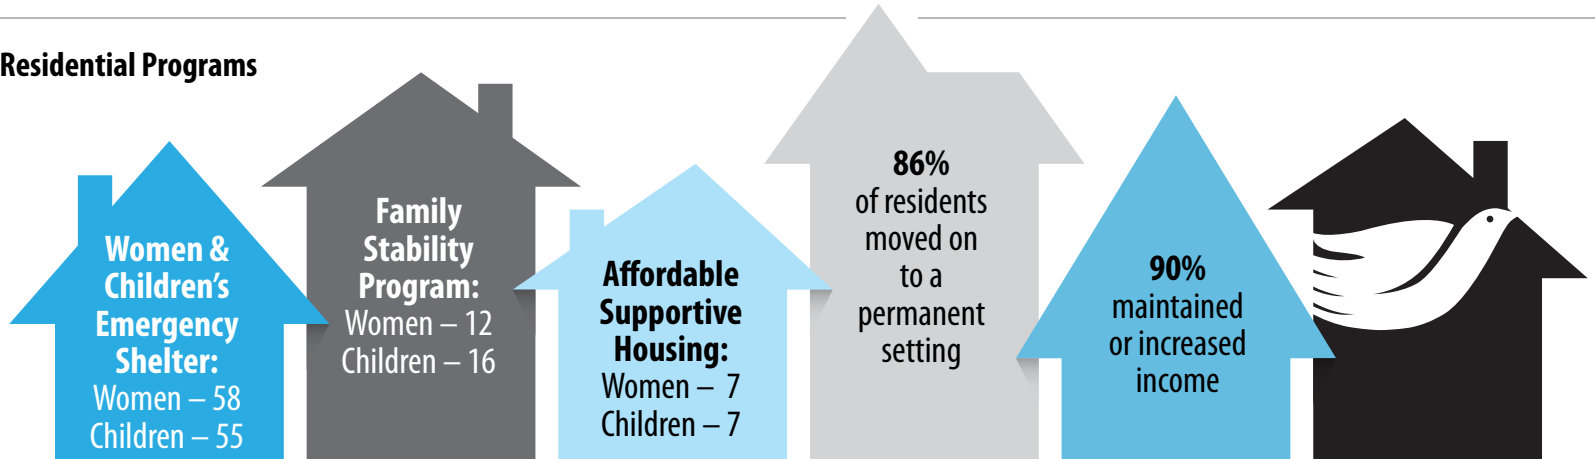 Residential Programs
Women &
Children’s
Emergency
Shelter:
Women – 58
Children – 55
Family
Stability
Program:
Women – 12
Children – 16
Affordable
Supportive
Housing:
Women – 7
Children – 7
86%
of residents
moved on
to a
permanent
setting
90%
maintained
or increased
income